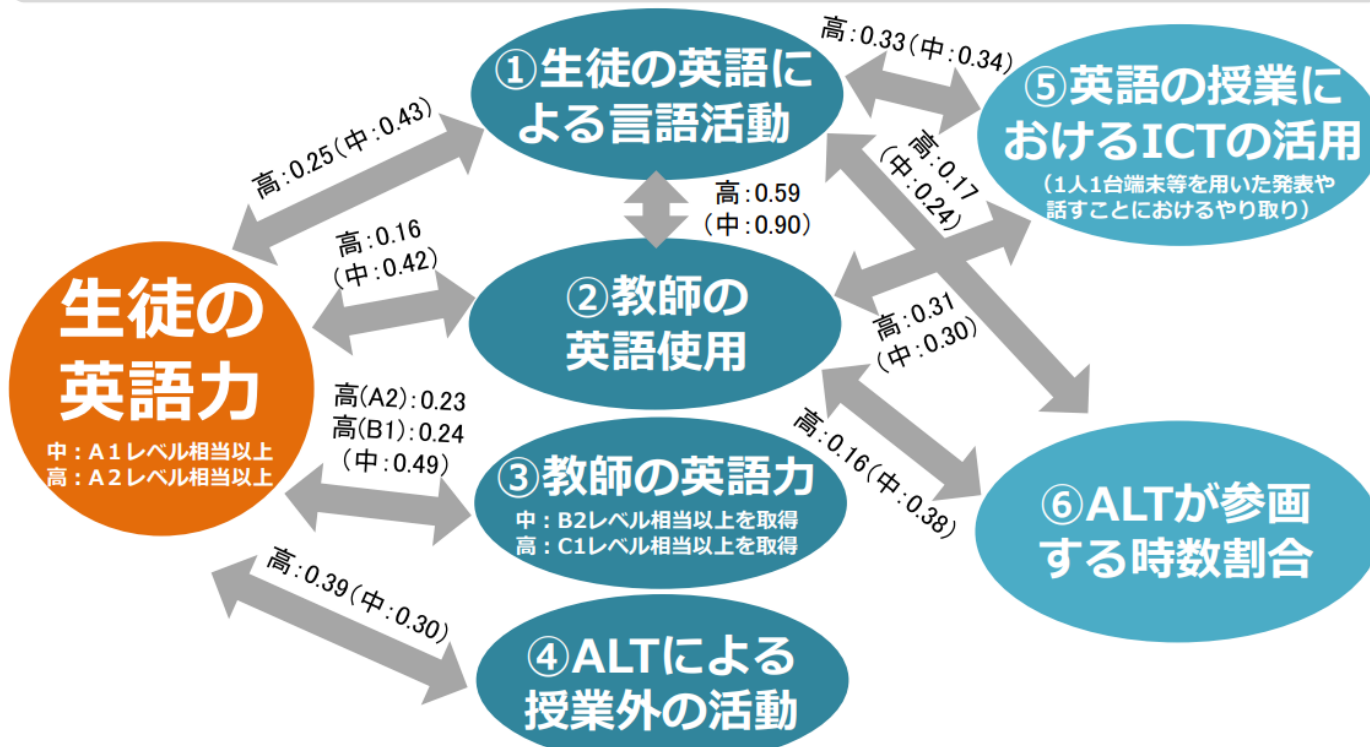 ①生徒の英語に
よる言語活動
高:0.33(中:0.34)
⑤英語の授業に
おけるICTの活用
(1人1台端末等を用いた発表や
話すことにおけるやり取り)
高:0.25(中:0.43)
高:0.59
(中:0.90)
高:0.17
(中:0.24)
高:0.16
(中:0.42)
②教師の
英語使用
高:0.31
(中:0.30)
生徒の
英語力
中:A1レベル相当以上
高:A2レベル相当以上
高(A2):0.23
高(B1):0.24
(中:0.49)
③教師の英語力
中:B2レベル相当以上を取得
高:C1レベル相当以上を取得
高:0.16(中:0.38)
⑥ALTが参画
する時数割合
高:0.39(中:0.30)
④ALTによる
授業外の活動